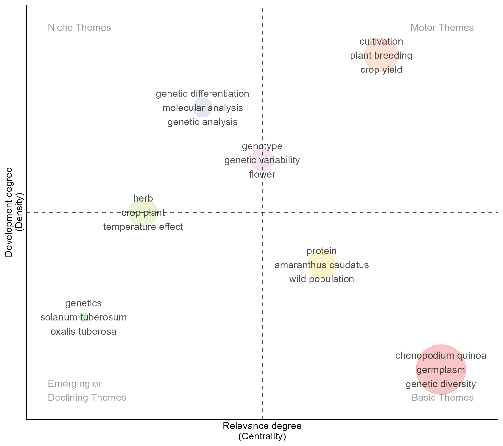 Niche Themes
Motor Themes
cultivation
plant breeding
crop yield
genetic differentiation
molecular analysis
genetic analysis
genotype
genetic variability
flower
herb
crop plant
temperature effect
protein
amaranthus caudatus
wild population
genetics
solanum tuberosum
oxalis tuberosa
chenopodium quinoa
germplasm
genetic diversity
Emerging or
Declining Themes
Basic Themes
Relevance degree
(Centrality)
Development degree
(Density)